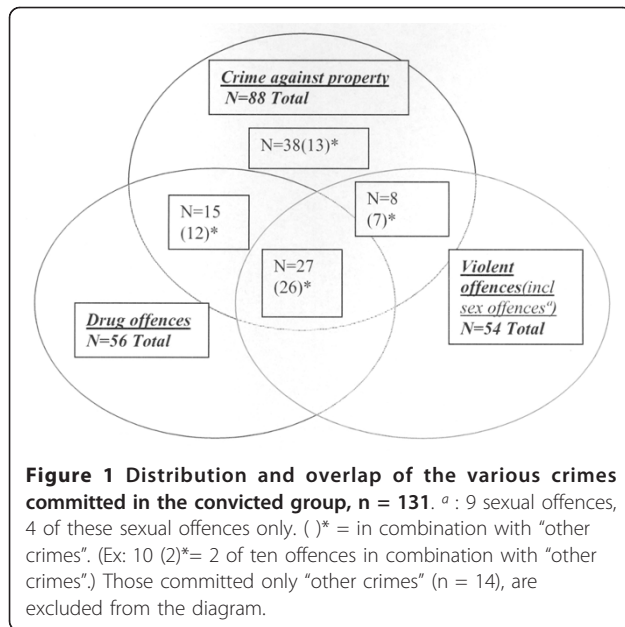 Crime against property
N=88 Total
N=38(13)*
N=15
(12)*
N=8
(7)*
N=27
(26)*
Drug offences
N=56 Total
Violent
offences(incl
sex offencesª)
N=54 Total
Figure 1 Distribution and overlap of the various crimes
committed in the convicted group, n = 131. ª : 9 sexual offences,
4 of these sexual offences only. ( )* = in combination with “other
crimes”. (Ex: 10 (2)*= 2 of ten offences in combination with “other
crimes”.) Those committed only “other crimes” (n = 14), are
excluded from the diagram.